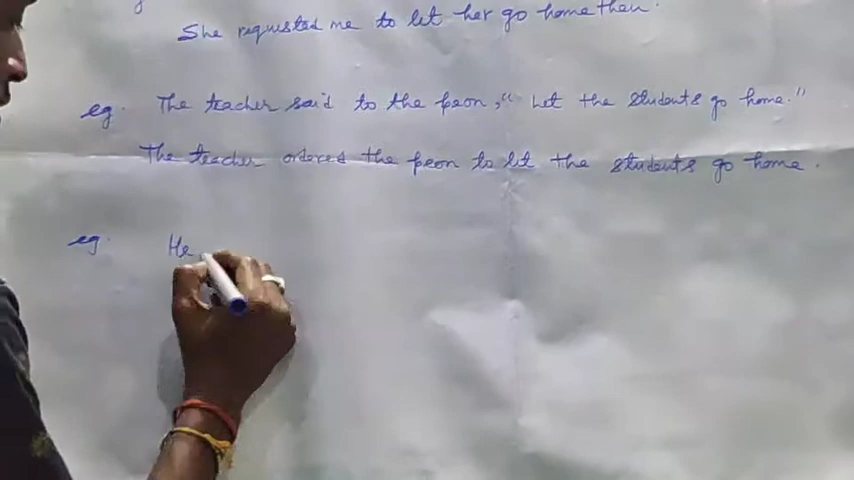 She requested me to let her go home then.
eg. The teacher said to the peon, "Let the students go home."
The teacher ordered the peon to let the students go home.
eg. He